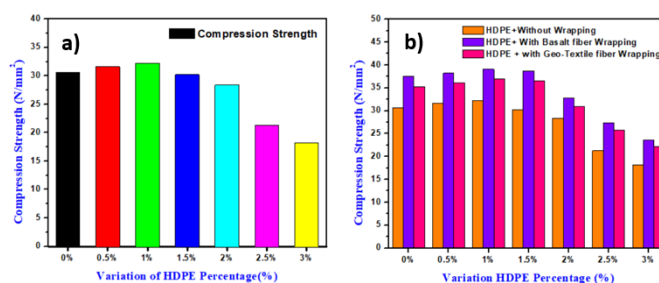 a)
Compression Strength
Compression Strength (N/mm²)
40
35
30
25
20
15
10
5
0
0% 0.5% 1% 1.5% 2% 2.5% 3%
Variation of HDPE Percentage(%)
b)
HDPE+Without Wrapping
HDPE+ With Basalt fiber Wrapping
HDPE + with Geo-Textile fiber Wrapping
Compression Strength (N/mm²)
50
45
40
35
30
25
20
15
10
5
0
0% 0.5% 1% 1.5% 2% 2.5% 3%
Variation HDPE Percentage (%)